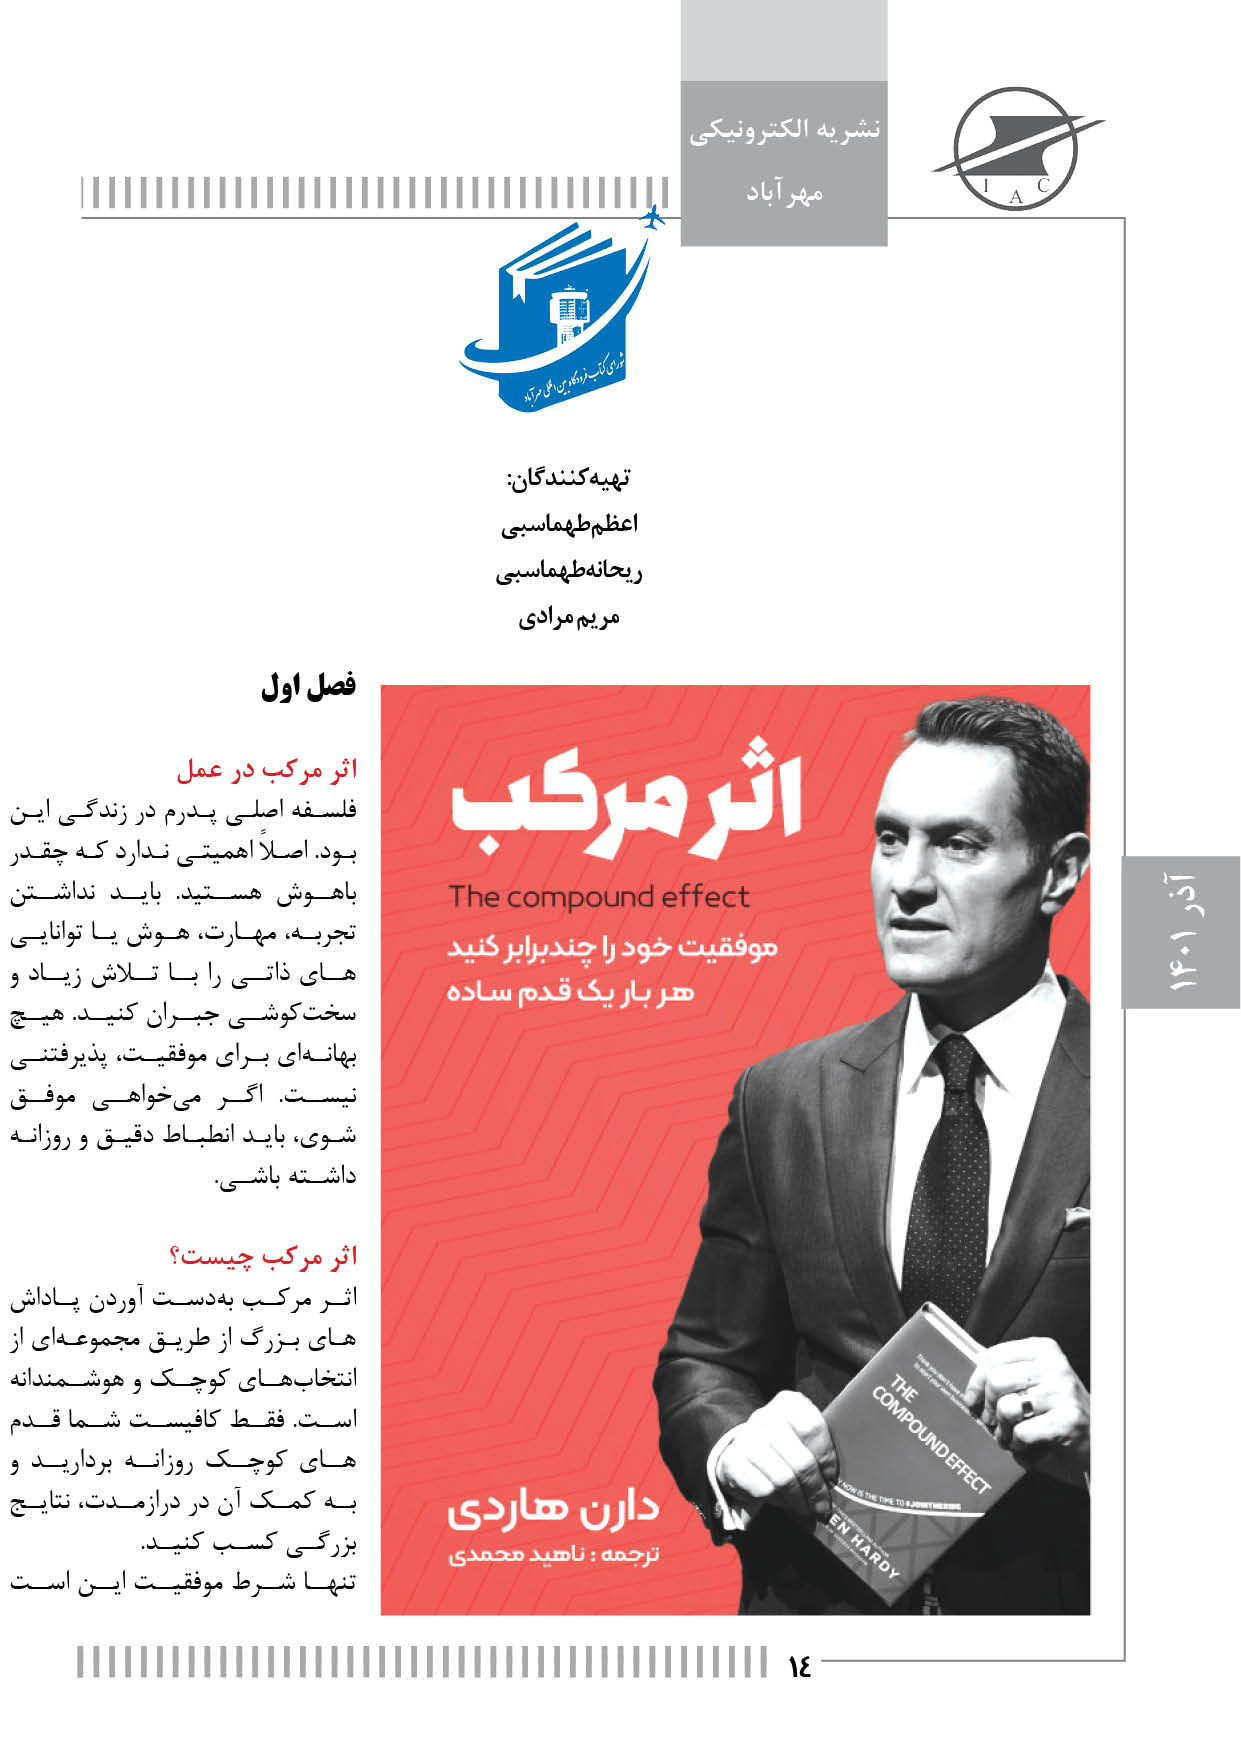 نشریه الکترونیکی
مهرآباد
I A C
شورای کتاب فرودگاه بین المللی مهرآباد
تهیه‌کنندگان:
اعظم‌طهماسبی
ریحانه‌طهماسبی
مریم مرادی
فصل اول
اثر مرکب در عمل
فلسفه اصلی پدرم در زندگی این
بود. اصلاً اهمیتی ندارد که چقدر
باهوش هستید. باید نداشتن
تجربه، مهارت، هوش یا توانایی
های ذاتی را با تلاش زیاد و
سخت‌کوشی جبران کنید. هیچ
بهانه‌ای برای موفقیت، پذیرفتنی
نیست. اگر می‌خواهی موفق
شوی، باید انطباط دقیق و روزانه
داشته باشی.
اثر مرکب چیست؟
اثر مرکب به‌دست آوردن پاداش
های بزرگ از طریق مجموعه‌ای از
انتخاب‌های کوچک و هوشمندانه
است. فقط کافیست شما قدم
های کوچک روزانه بردارید و
به کمک آن در درازمدت، نتایج
بزرگی کسب کنید.
تنها شرط موفقیت این است
اثر مرکب
The compound effect
موفقیت خود را چندبرابر کنید
هر بار یک قدم ساده
THE
COMPOUND EFFECT
NOW IS THE TIME TO #JOINTHERIDE
EN HARDY
دارن هاردی
ترجمه : ناهید محمدی
آذر ۱۴۰۱
۱۴